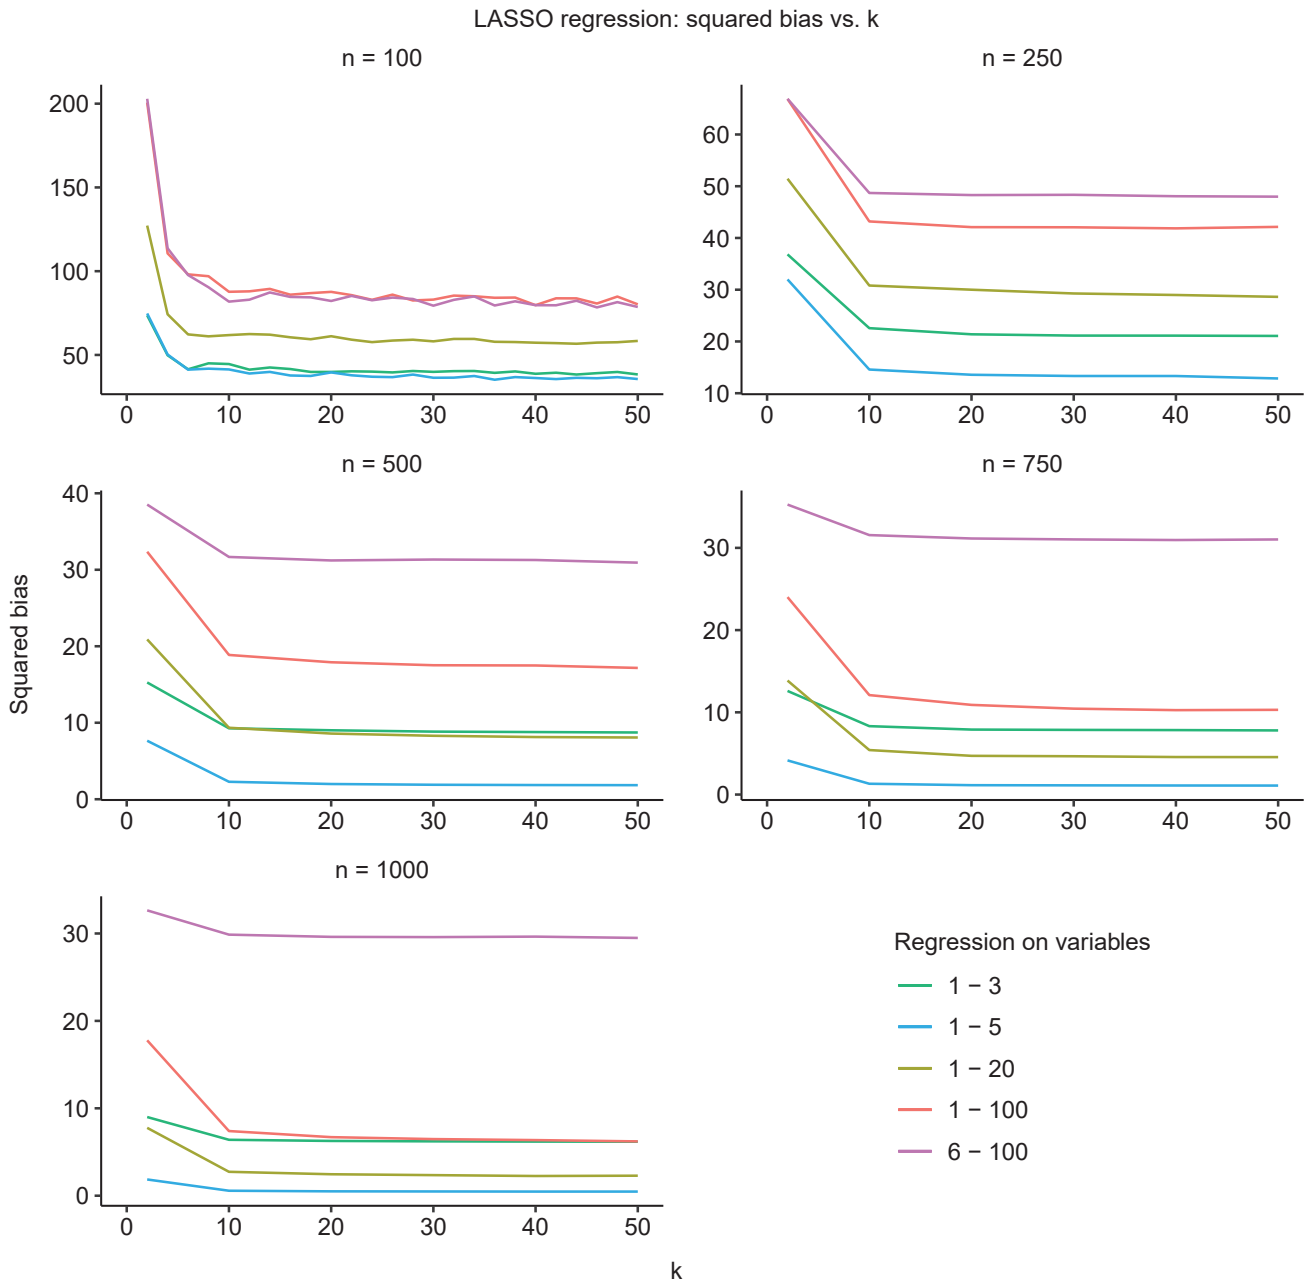 LASSO regression: squared bias vs. k
n = 100
200
150
100
50
0 10 20 30 40 50
n = 250
60
50
40
30
20
10
0 10 20 30 40 50
n = 500
40
30
20
10
0
0 10 20 30 40 50
n = 750
30
20
10
0
0 10 20 30 40 50
n = 1000
30
20
10
0
0 10 20 30 40 50
Squared bias
k
Regression on variables
1 − 3
1 − 5
1 − 20
1 − 100
6 − 100